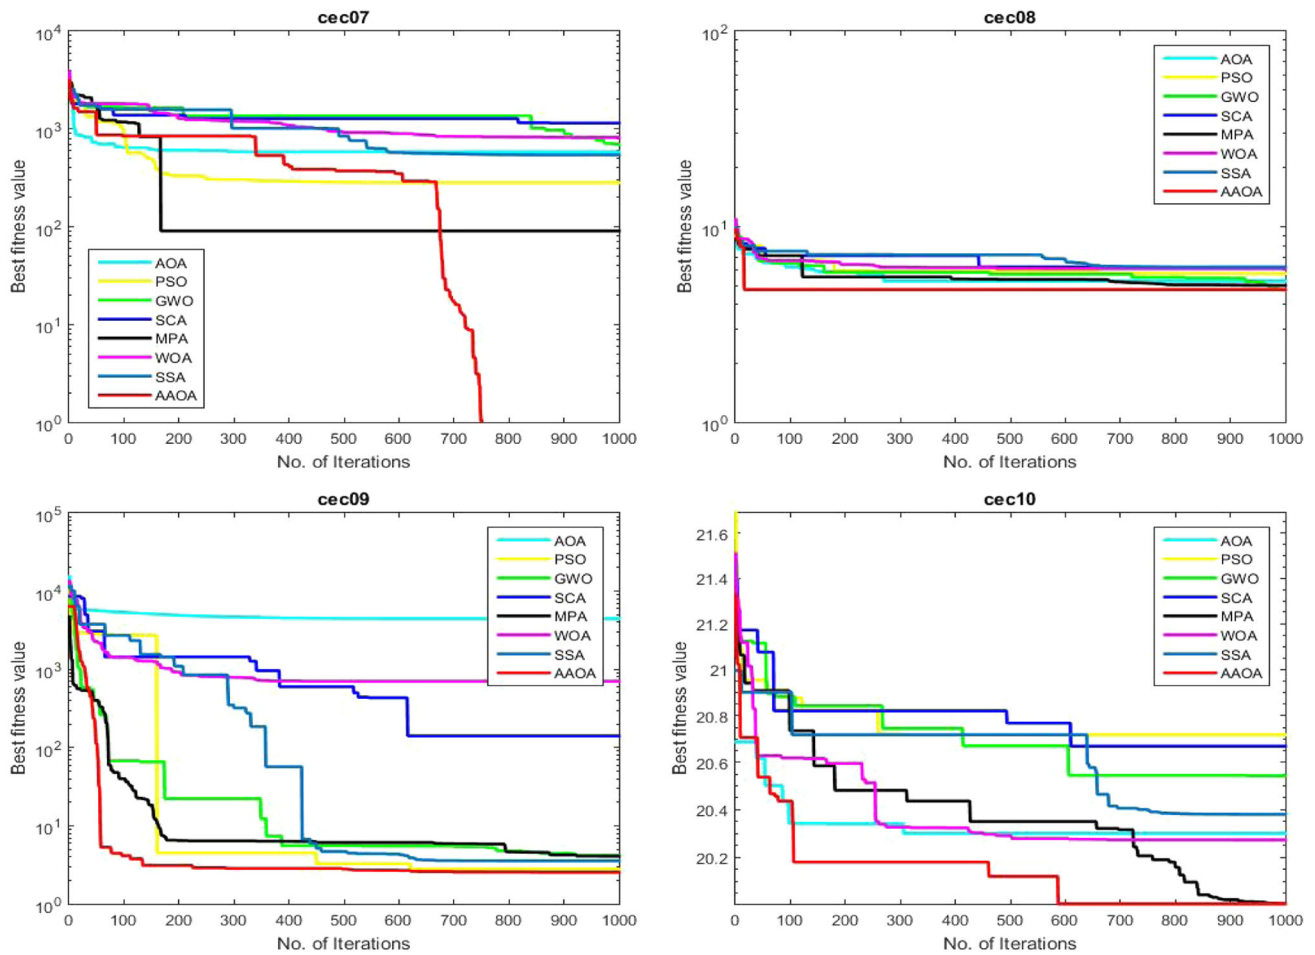 cec07
10^4
10^3
10^2
10^1
10^0
Best fitness value
AOA
PSO
GWO
SCA
MPA
WOA
SSA
AAOA
0 100 200 300 400 500 600 700 800 900 1000
No. of Iterations
cec08
10^2
10^1
10^0
Best fitness value
AOA
PSO
GWO
SCA
MPA
WOA
SSA
AAOA
0 100 200 300 400 500 600 700 800 900 1000
No. of Iterations
cec09
10^5
10^4
10^3
10^2
10^1
10^0
Best fitness value
AOA
PSO
GWO
SCA
MPA
WOA
SSA
AAOA
0 100 200 300 400 500 600 700 800 900 1000
No. of Iterations
cec10
21.6
21.4
21.2
21
20.8
20.6
20.4
20.2
Best fitness value
AOA
PSO
GWO
SCA
MPA
WOA
SSA
AAOA
0 100 200 300 400 500 600 700 800 900 1000
No. of Iterations